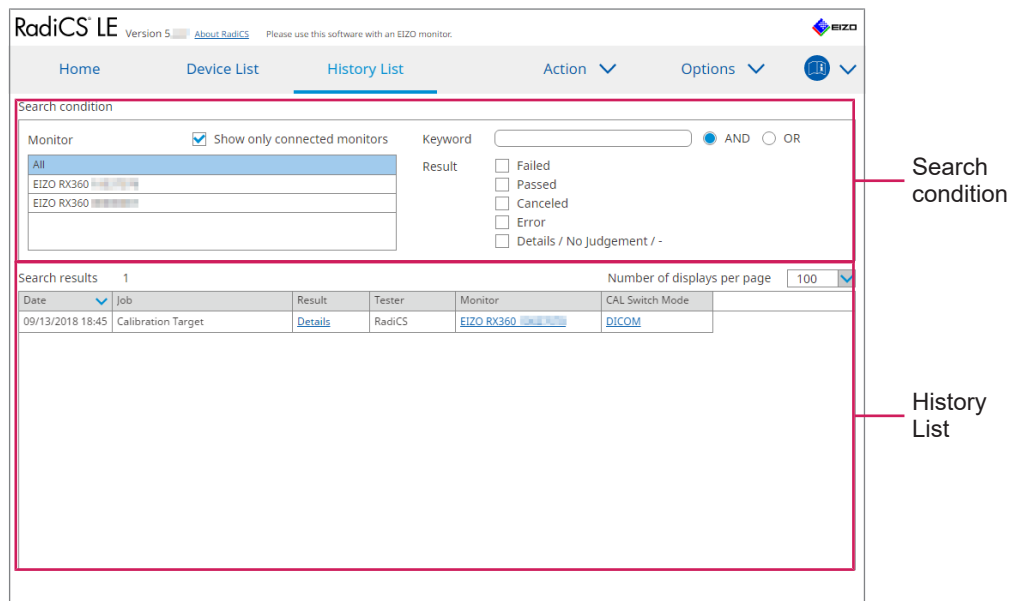 RadiCS® LE Version 5. About RadiCS Please use this software with an EIZO monitor. EIZO
Home Device List History List Action Options
Search condition
Monitor Show only connected monitors Keyword AND OR
All
EIZO RX360
EIZO RX360
Result Failed
Passed
Canceled
Error
Details / No Judgement / -
Search results 1 Number of displays per page 100
Date Job Result Tester Monitor CAL Switch Mode
09/13/2018 18:45 Calibration Target Details RadiCS EIZO RX360 DICOM
Search
condition
History
List